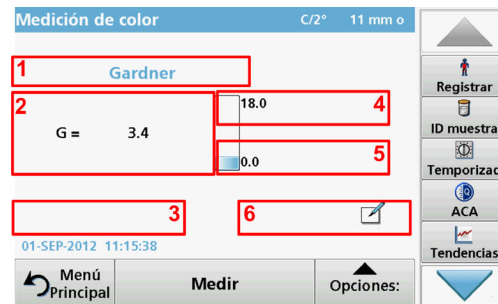 Medición de color C/2° 11 mm o
1 Gardner
2
G = 3.4
18.0 4
0.0 5
3 6
01-SEP-2012 11:15:38
Menú Principal
Medir
Opciones:
Registrar
ID muestra
Temporizad
ACA
Tendencias